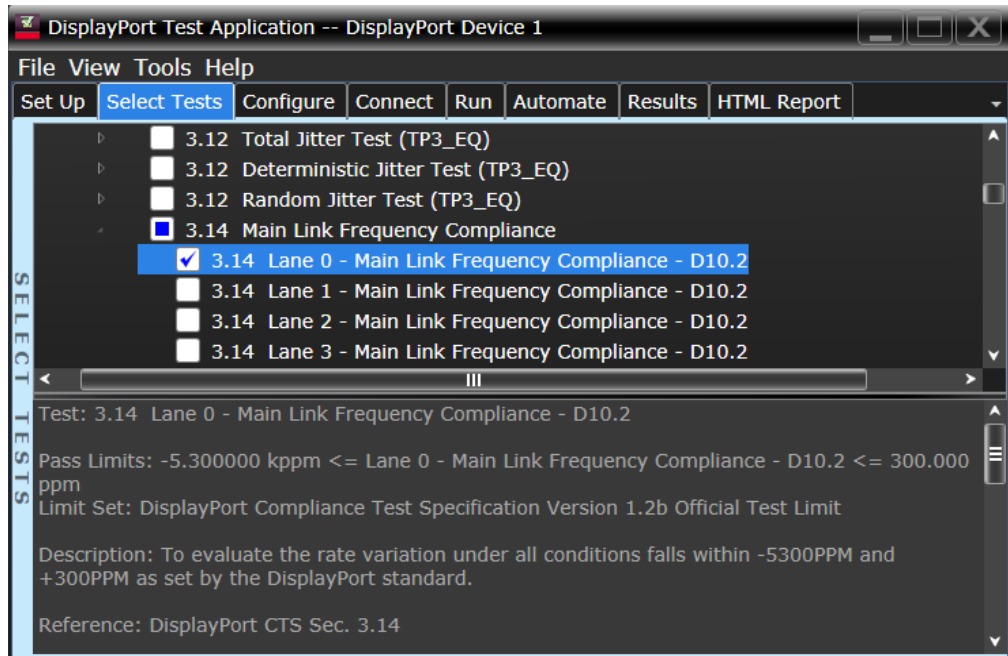 DisplayPort Test Application -- DisplayPort Device 1
File View Tools Help
Set Up Select Tests Configure Connect Run Automate Results HTML Report
3.12 Total Jitter Test (TP3_EQ)
3.12 Deterministic Jitter Test (TP3_EQ)
3.12 Random Jitter Test (TP3_EQ)
3.14 Main Link Frequency Compliance
3.14 Lane 0 - Main Link Frequency Compliance - D10.2
3.14 Lane 1 - Main Link Frequency Compliance - D10.2
3.14 Lane 2 - Main Link Frequency Compliance - D10.2
3.14 Lane 3 - Main Link Frequency Compliance - D10.2
SELECT TESTS
Test: 3.14 Lane 0 - Main Link Frequency Compliance - D10.2
Pass Limits: -5.300000 kppm <= Lane 0 - Main Link Frequency Compliance - D10.2 <= 300.000
ppm
Limit Set: DisplayPort Compliance Test Specification Version 1.2b Official Test Limit
Description: To evaluate the rate variation under all conditions falls within -5300PPM and
+300PPM as set by the DisplayPort standard.
Reference: DisplayPort CTS Sec. 3.14